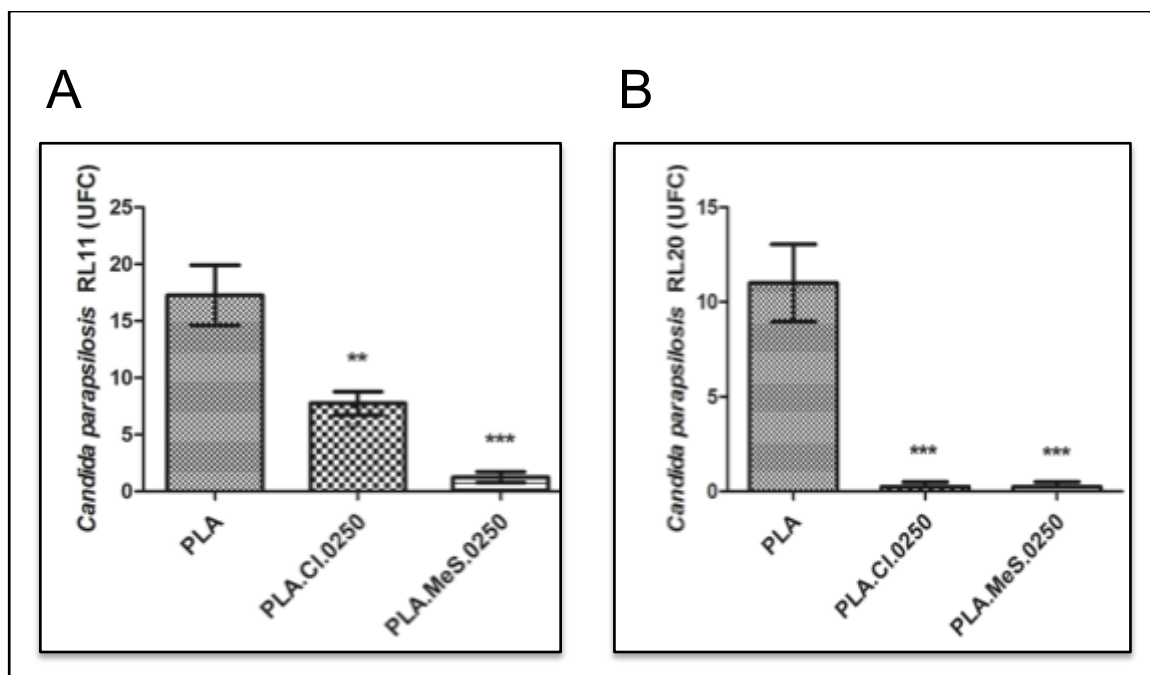 A
B
Candida parapsilosis RL11 (UFC)
25
20
15
10
5
0
**
***
PLA
PLA.Cl.0250
PLA.MeS.0250
Candida parapsilosis RL20 (UFC)
15
10
5
0
***
***
PLA
PLA.Cl.0250
PLA.MeS.0250